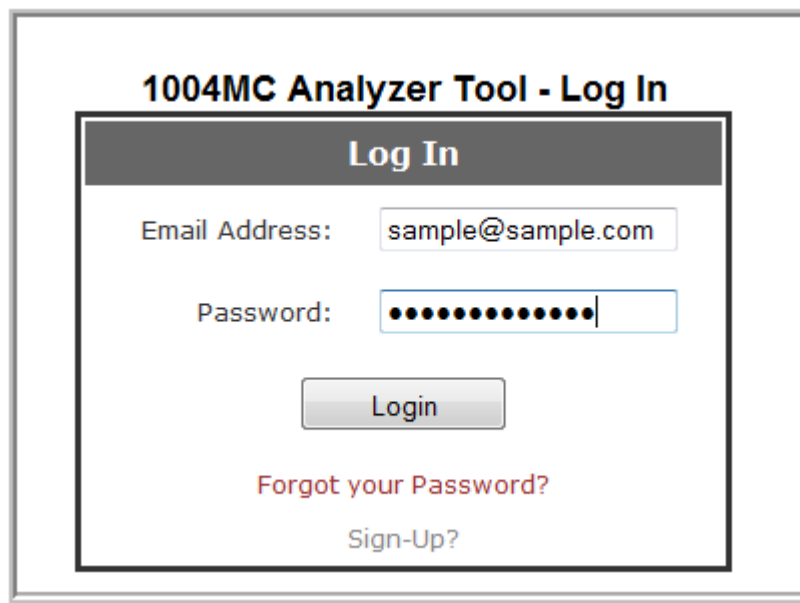 1004MC Analyzer Tool - Log In
Log In
Email Address: sample@sample.com
Password: •••••••••••••
Login
Forgot your Password?
Sign-Up?